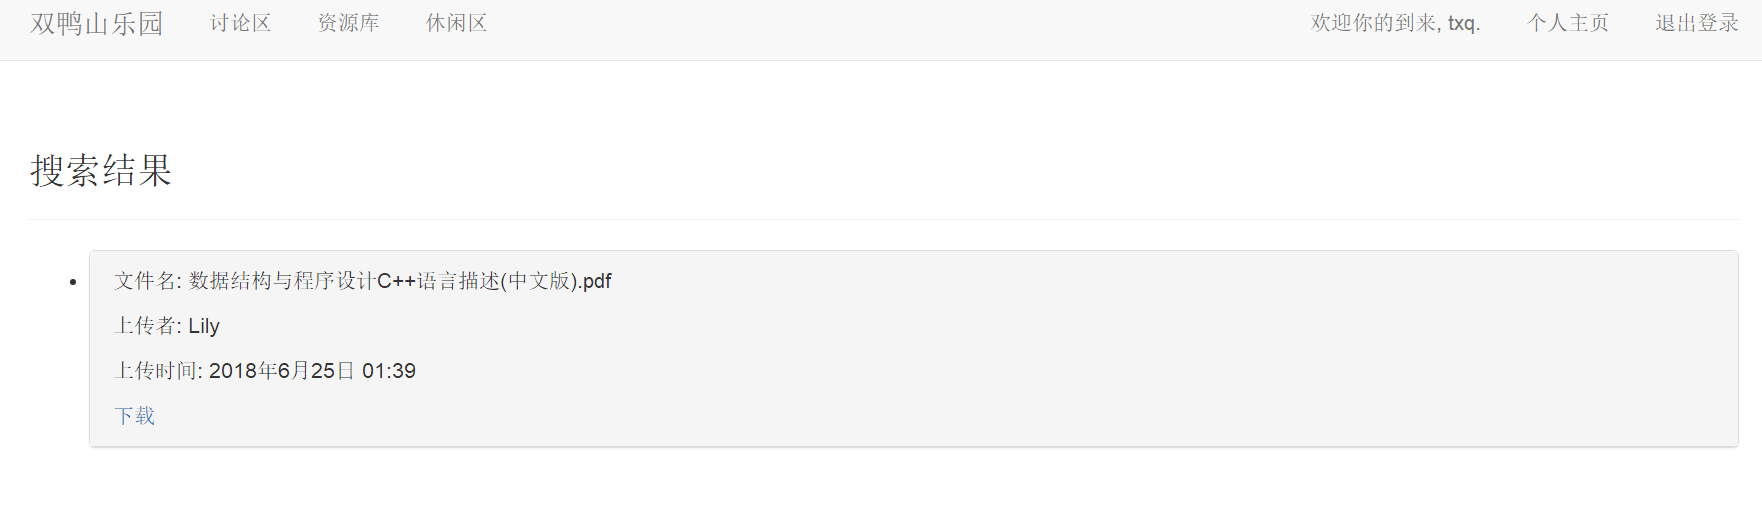 双鸭山乐园 讨论区 资源库 休闲区 欢迎你的到来, txq. 个人主页 退出登录
搜索结果
文件名: 数据结构与程序设计C++语言描述(中文版).pdf
上传者: Lily
上传时间: 2018年6月25日 01:39
下载